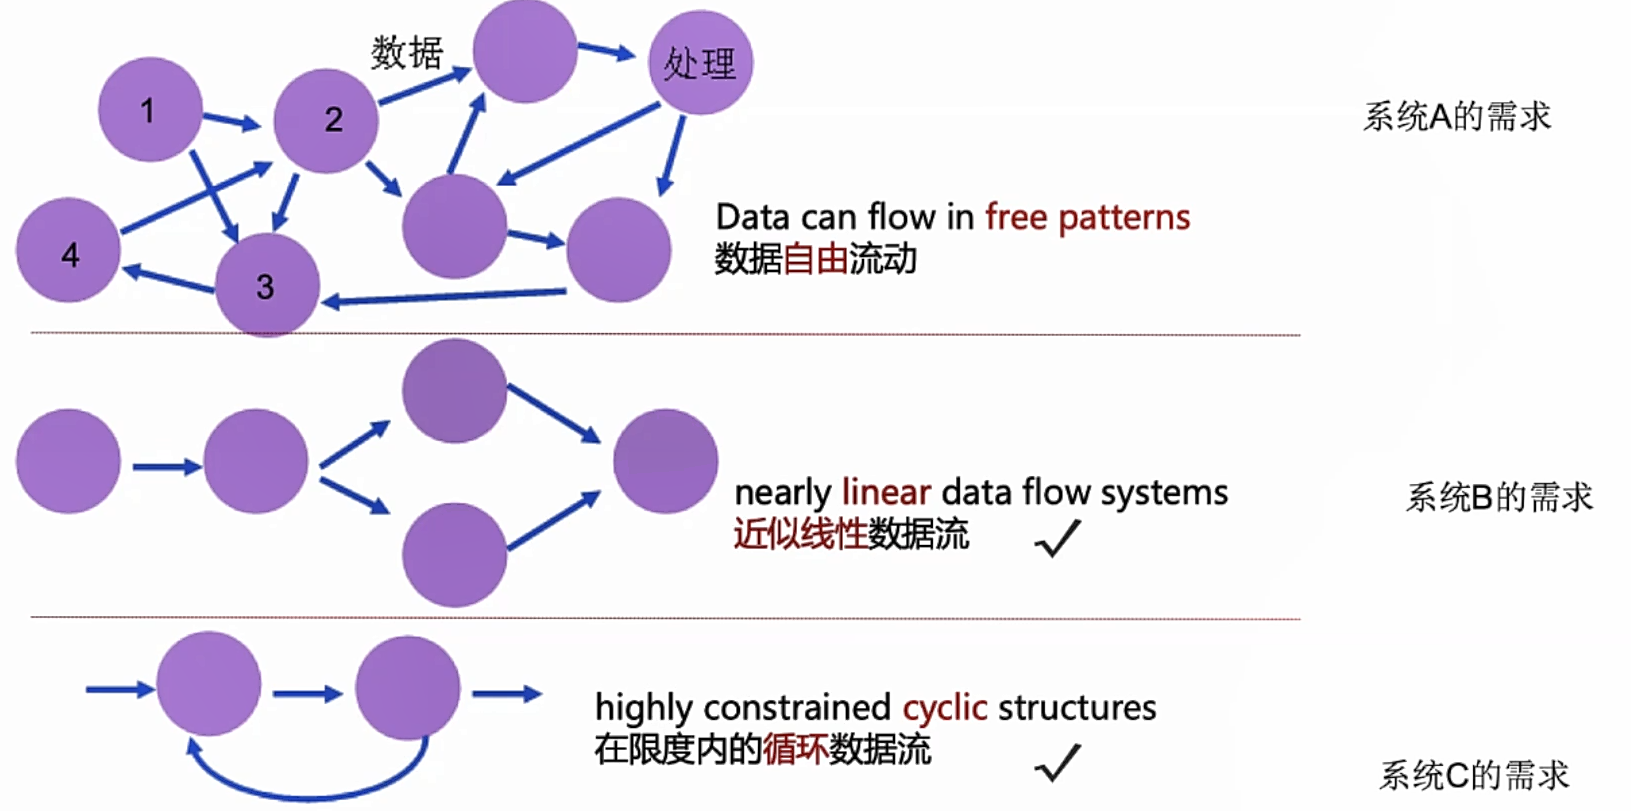 数据
处理
1
2
系统A的需求
Data can flow in free patterns
4
数据自由流动
3
nearly linear data flow systems
系统B的需求
近似线性数据流
highly constrained cyclic structures
在限度内的循环数据流
系统C的需求